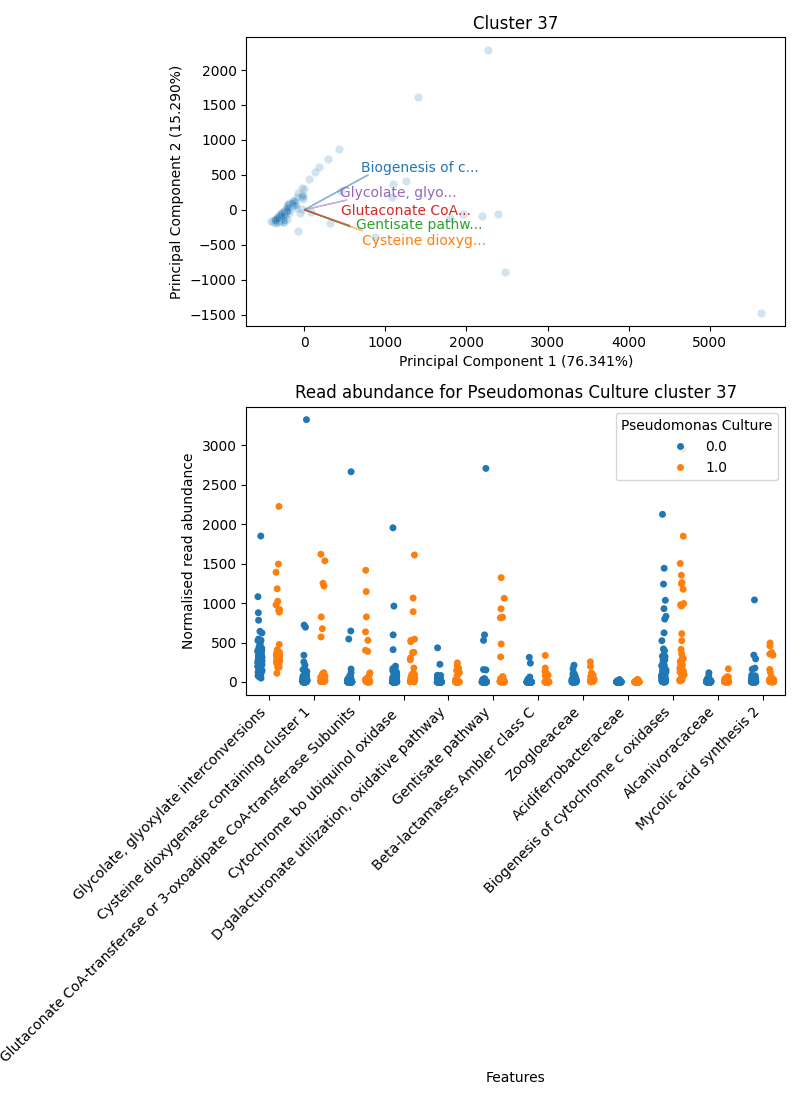 Cluster 37
Principal Component 2 (15.290%)
2000
1500
1000
500
0
−500
−1000
−1500
Biogenesis of c...
Glycolate, glyo...
Glutaconate CoA...
Gentisate pathw...
Cysteine dioxyg...
0
1000
2000
3000
4000
5000
Principal Component 1 (76.341%)
Read abundance for Pseudomonas Culture cluster 37
Normalised read abundance
3000
2500
2000
1500
1000
500
0
Pseudomonas Culture
0.0
1.0
Glycolate, glyoxylate interconversions
Cysteine dioxygenase containing cluster 1
Glutaconate CoA-transferase or 3-oxoadipate CoA-transferase Subunits
Cytochrome bo ubiquinol oxidase
D-galacturonate utilization, oxidative pathway
Gentisate pathway
Beta-lactamases Ambler class C
Zoogloeaceae
Acidiferrobacteraceae
Biogenesis of cytochrome c oxidases
Alcanivoracaceae
Mycolic acid synthesis 2
Features